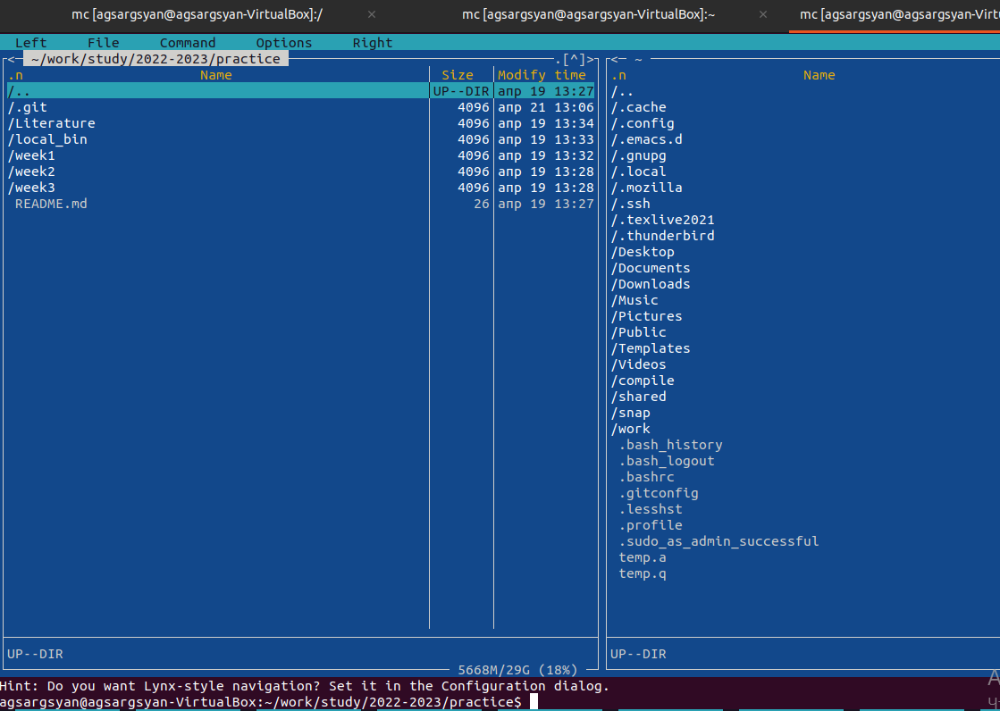 mc [agsargsyan@agsargsyan-VirtualBox]:/ × mc [agsargsyan@agsargsyan-VirtualBox]:~ × mc [agsargsyan@agsargsyan-Virt
Left File Command Options Right
<─ ~/work/study/2022-2023/practice .[^]>
.n Name Size Modify time
/.. UP--DIR апр 19 13:27
/.git 4096 апр 21 13:06
/Literature 4096 апр 19 13:34
/local_bin 4096 апр 19 13:33
/week1 4096 апр 19 13:32
/week2 4096 апр 19 13:28
/week3 4096 апр 19 13:28
README.md 26 апр 19 13:27
UP--DIR
5668M/29G (18%)
<─ ~
.n Name
/..
/.cache
/.config
/.emacs.d
/.gnupg
/.local
/.mozilla
/.ssh
/.texlive2021
/.thunderbird
/Desktop
/Documents
/Downloads
/Music
/Pictures
/Public
/Templates
/Videos
/compile
/shared
/snap
/work
.bash_history
.bash_logout
.bashrc
.gitconfig
.lesshst
.profile
.sudo_as_admin_successful
temp.a
temp.q
UP--DIR
Hint: Do you want Lynx-style navigation? Set it in the Configuration dialog.
agsargsyan@agsargsyan-VirtualBox:~/work/study/2022-2023/practice$